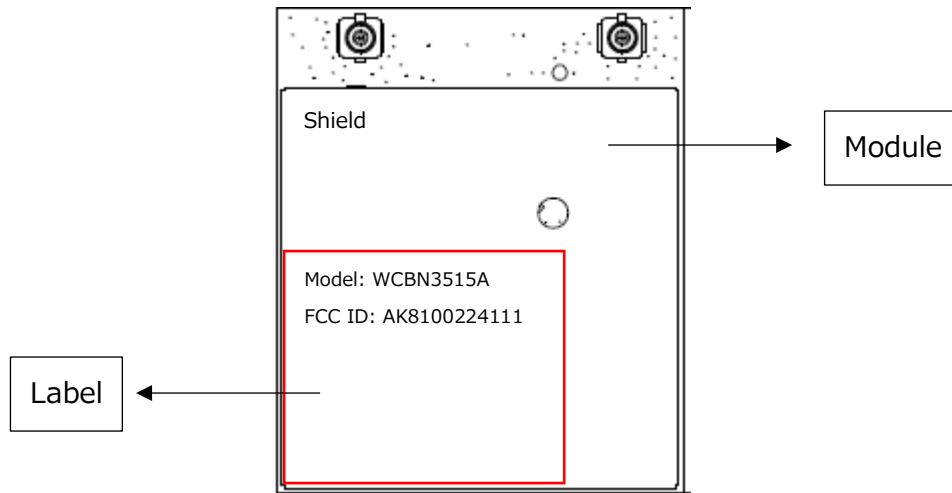 Shield
Module
Model: WCBN3515A
FCC ID: AK8100224111
Label